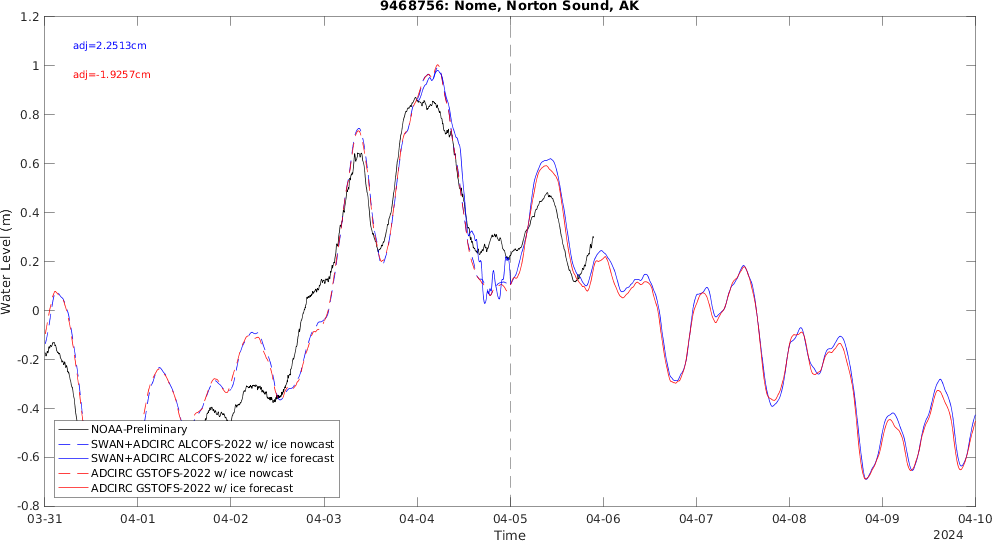 9468756: Nome, Norton Sound, AK
1.2
1
0.8
0.6
0.4
0.2
0
-0.2
-0.4
-0.6
-0.8
Water Level (m)
adj=2.2513cm
adj=-1.9257cm
NOAA-Preliminary
SWAN+ADCIRC ALCOFS-2022 w/ ice nowcast
SWAN+ADCIRC ALCOFS-2022 w/ ice forecast
ADCIRC GSTOFS-2022 w/ ice nowcast
ADCIRC GSTOFS-2022 w/ ice forecast
03-31 04-01 04-02 04-03 04-04 04-05 04-06 04-07 04-08 04-09 04-10
Time
2024